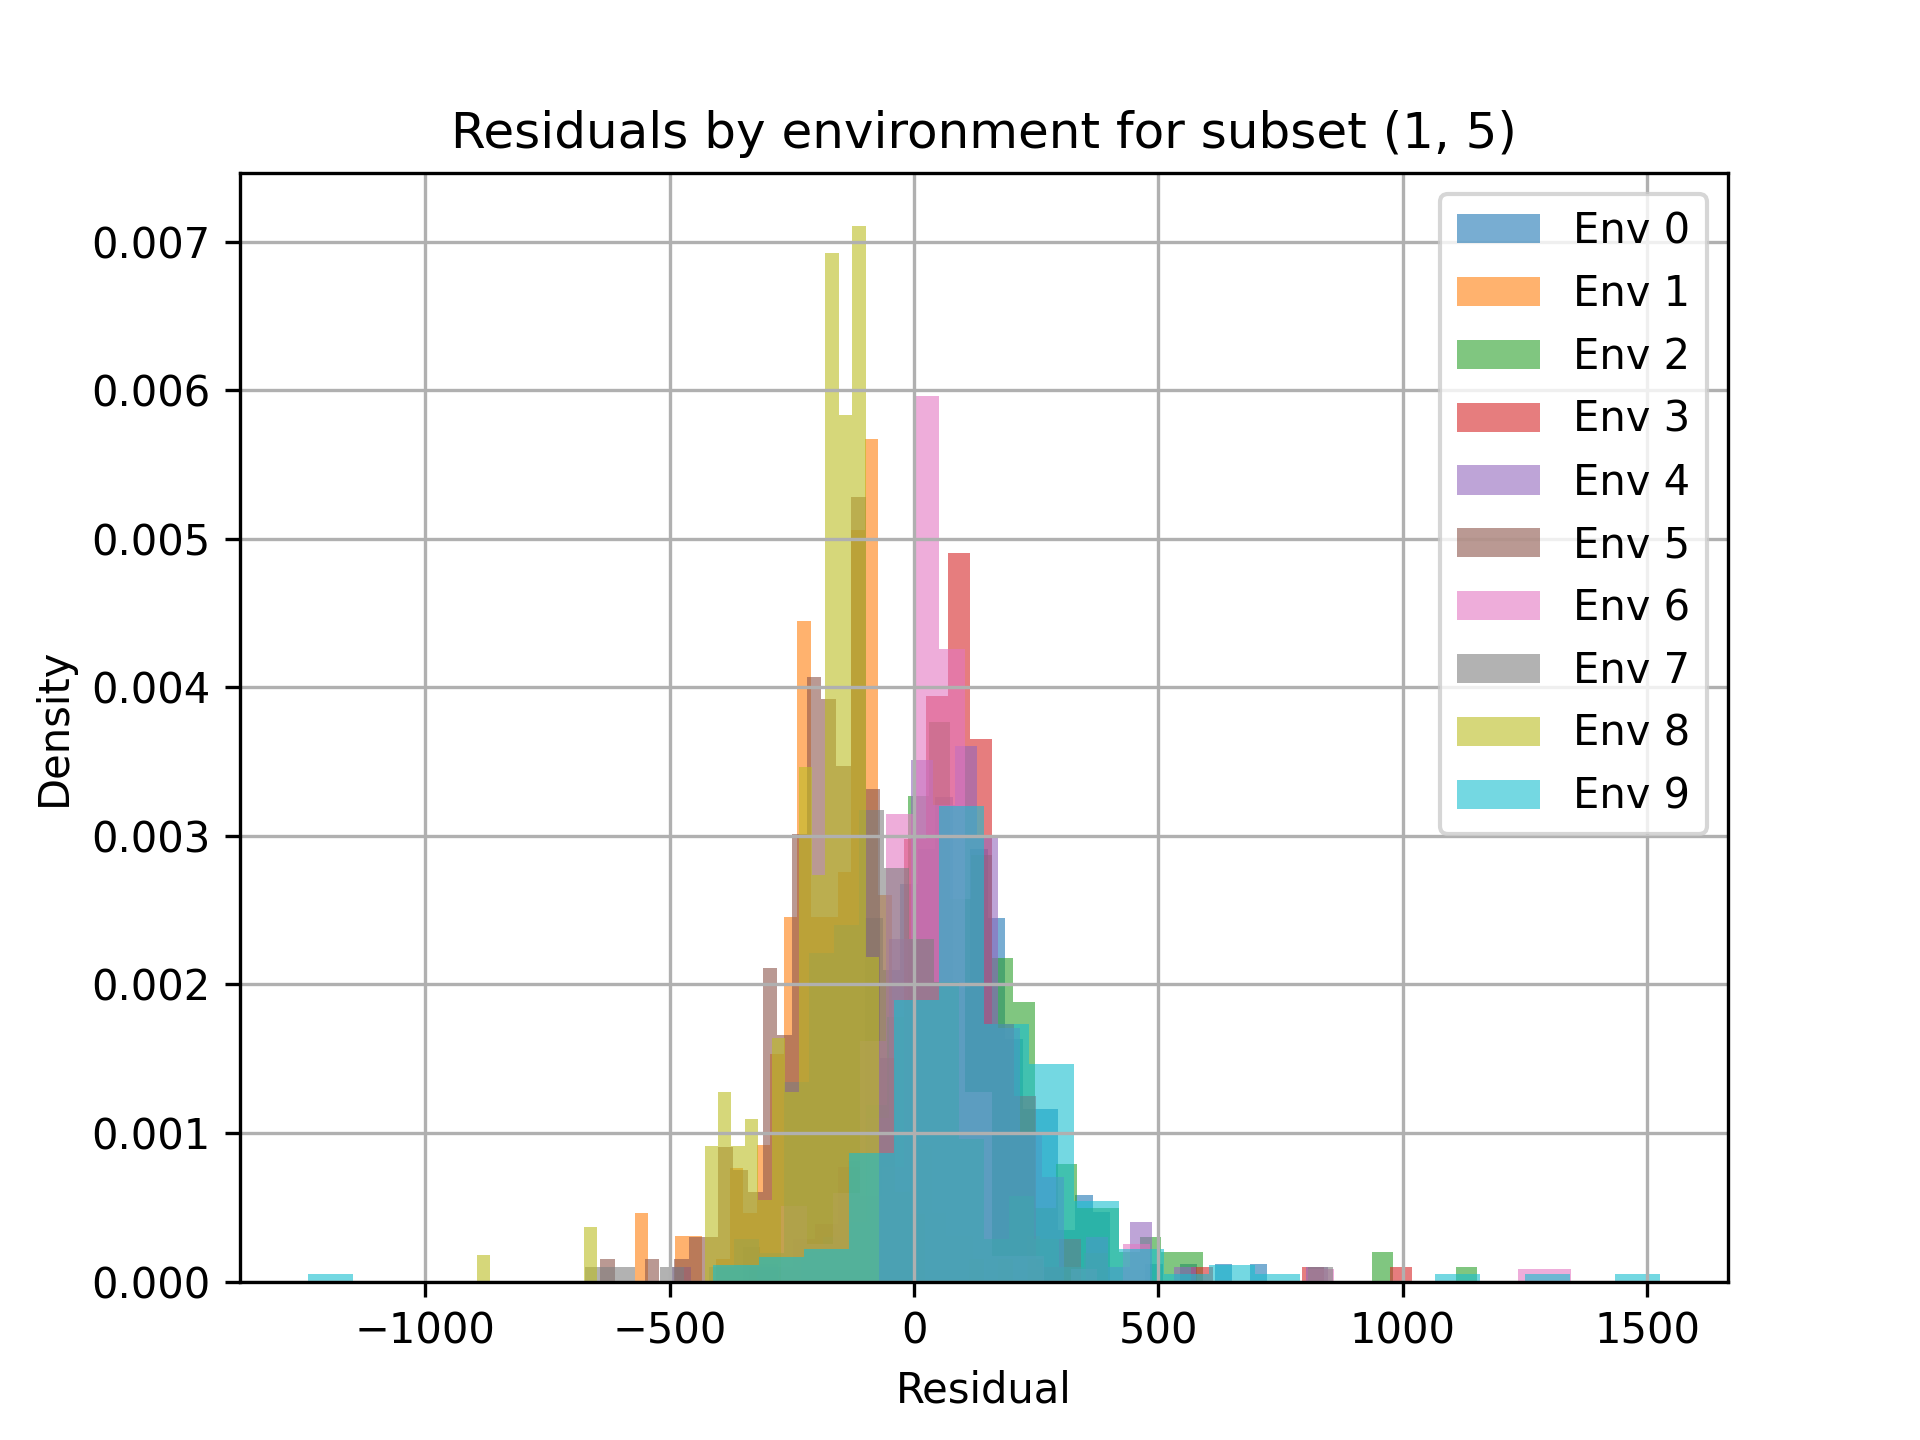 Residuals by environment for subset (1, 5)
0.007
0.006
0.005
0.004
0.003
0.002
0.001
0.000
Density
Env 0
Env 1
Env 2
Env 3
Env 4
Env 5
Env 6
Env 7
Env 8
Env 9
−1000 −500 0 500 1000 1500
Residual